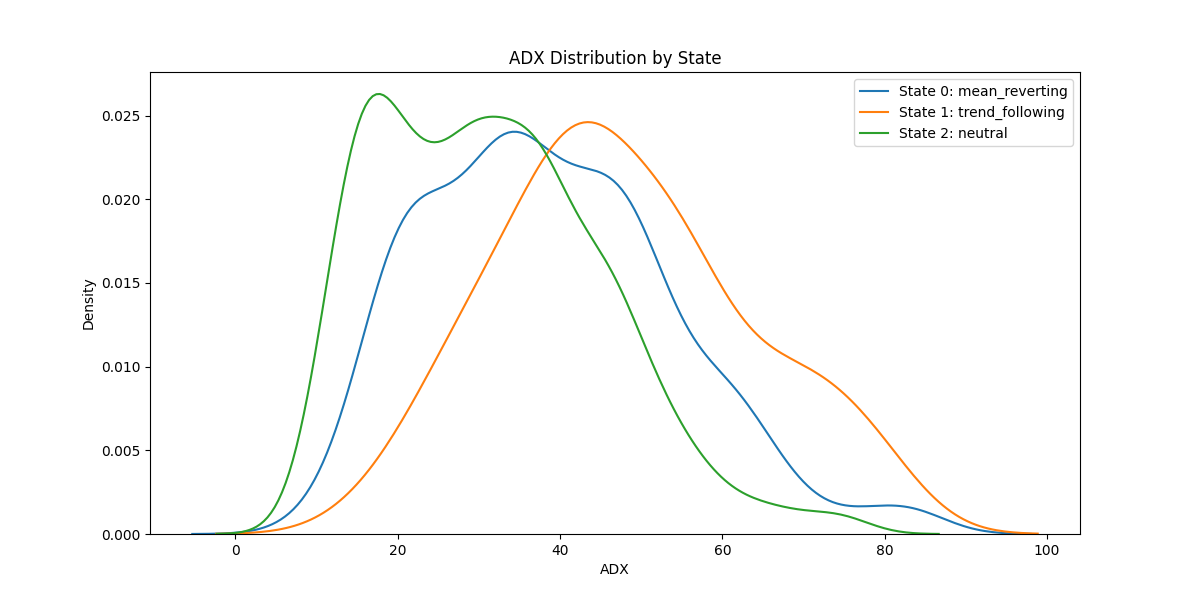 ADX Distribution by State
State 0: mean_reverting
State 1: trend_following
State 2: neutral
Density
0.025
0.020
0.015
0.010
0.005
0.000
0 20 40 60 80 100
ADX